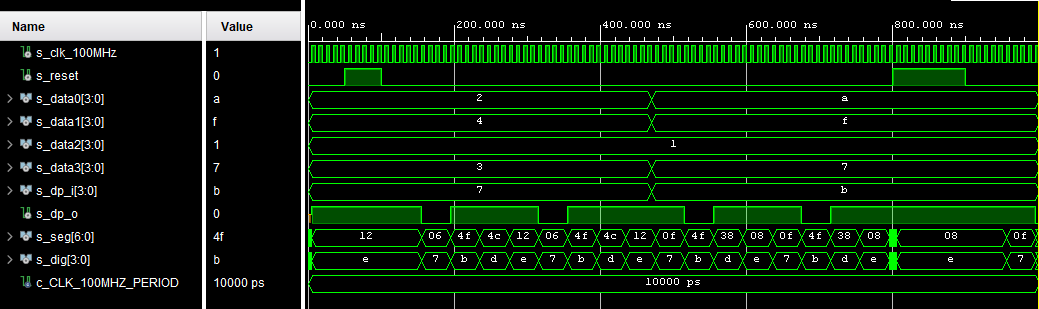 Name Value 0.000 ns 200.000 ns 400.000 ns 600.000 ns 800.000 ns
s_clk_100MHz 1
s_reset 0
s_data0[3:0] a 2 a
s_data1[3:0] f 4 f
s_data2[3:0] 1 1
s_data3[3:0] 7 3 7
s_dp_i[3:0] b 7 b
s_dp_o 0
s_seg[6:0] 4f 12 06 4f 4c 12 06 4f 4c 12 0f 4f 38 08 0f 4f 38 08 08 0f
s_dig[3:0] b e 7 b d e 7 b d e 7 b d e 7 b d e e 7
c_CLK_100MHZ_PERIOD 10000 ps 10000 ps